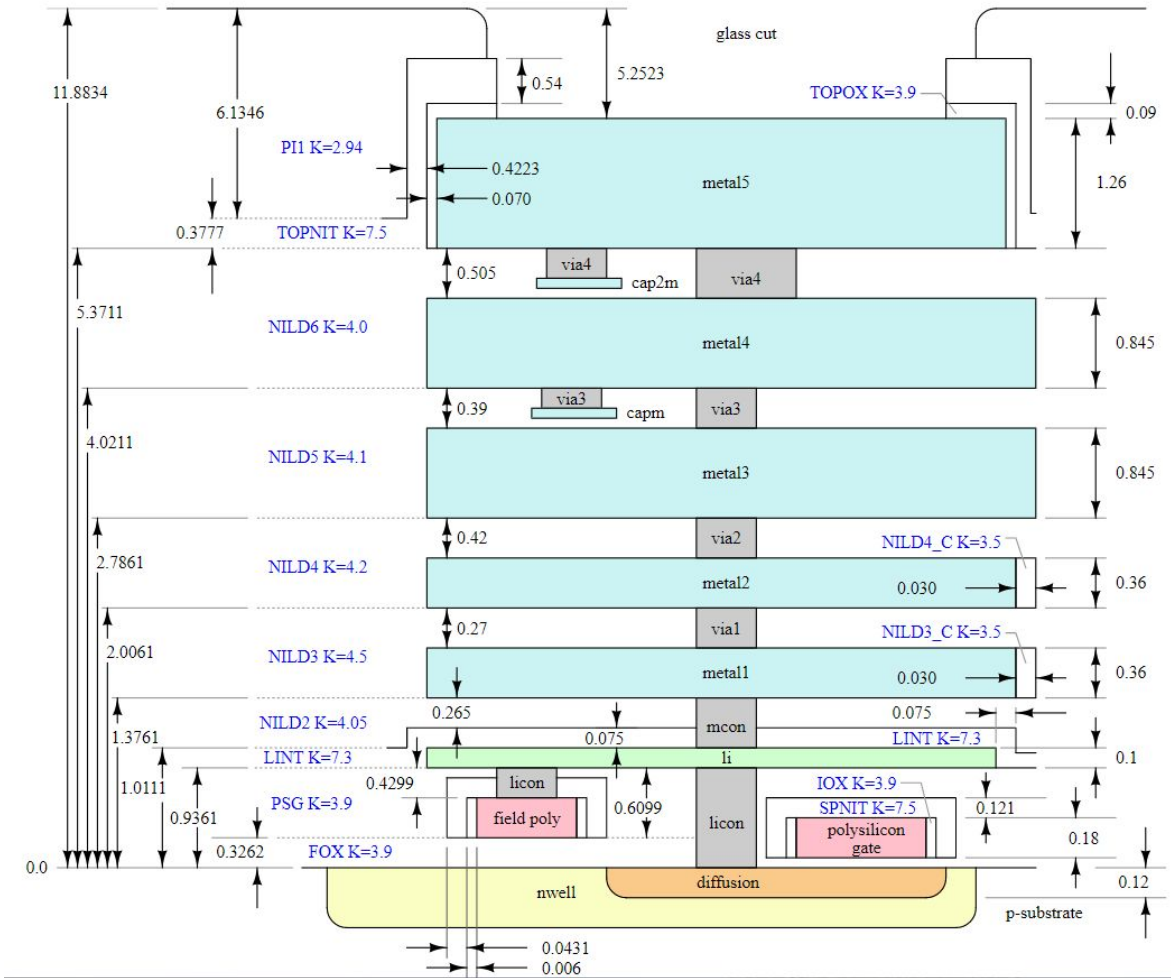 glass cut
11.8834
5.2523
0.54
6.1346
TOPOX K=3.9
0.09
PI1 K=2.94
0.4223
metal5
1.26
0.070
0.3777
TOPNIT K=7.5
via4
0.505
via4
cap2m
5.3711
NILD6 K=4.0
metal4
0.845
via3
0.39
via3
capm
4.0211
NILD5 K=4.1
metal3
0.845
0.42
via2
NILD4_C K=3.5
2.7861
NILD4 K=4.2
metal2
0.030
0.36
0.27
via1
NILD3_C K=3.5
2.0061
NILD3 K=4.5
metal1
0.030
0.36
0.265
0.075
NILD2 K=4.05
mcon
1.3761
0.075
LINT K=7.3
LINT K=7.3
li
0.1
1.0111
0.4299
licon
IOX K=3.9
PSG K=3.9
0.6099
SPNIT K=7.5
0.121
0.9361
field poly
licon
polysilicon
gate
0.18
0.3262
FOX K=3.9
0.0
diffusion
0.12
nwell
p-substrate
0.0431
0.006